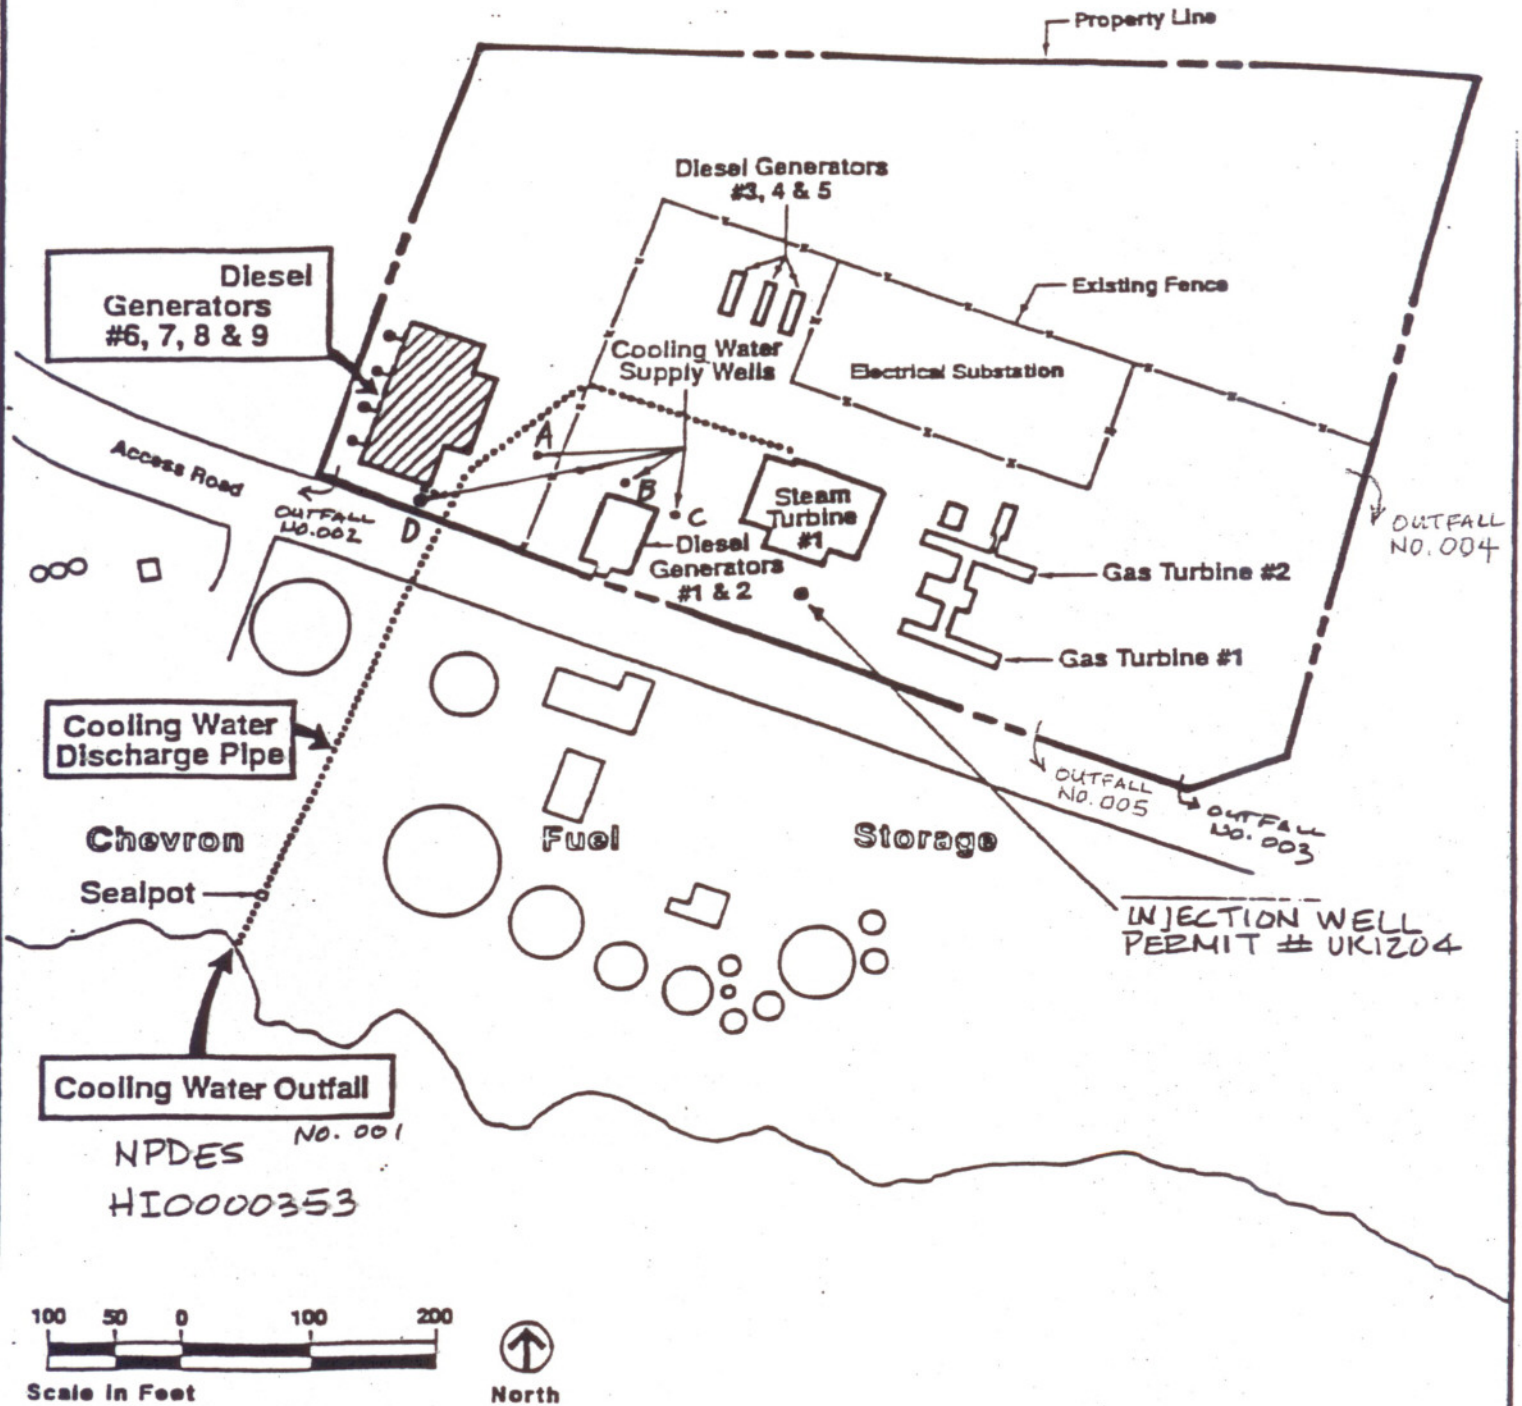 Property Line
Diesel Generators
#3, 4 & 5
Diesel
Generators
#6, 7, 8 & 9
Existing Fence
Cooling Water
Supply Wells
Electrical Substation
Access Road
A
B
C
D
Steam
Turbine
#1
OUTFALL
NO.002
Diesel
Generators
#1 & 2
OUTFALL
NO.004
Gas Turbine #2
Gas Turbine #1
Cooling Water
Discharge Pipe
OUTFALL
NO.005
OUTFALL
NO.003
Chevron Fuel Storage
Sealpot
INJECTION WELL
PERMIT # UK1204
Cooling Water Outfall
NO. 001
NPDES
HI0000353
100 50 0 100 200
Scale in Feet
North